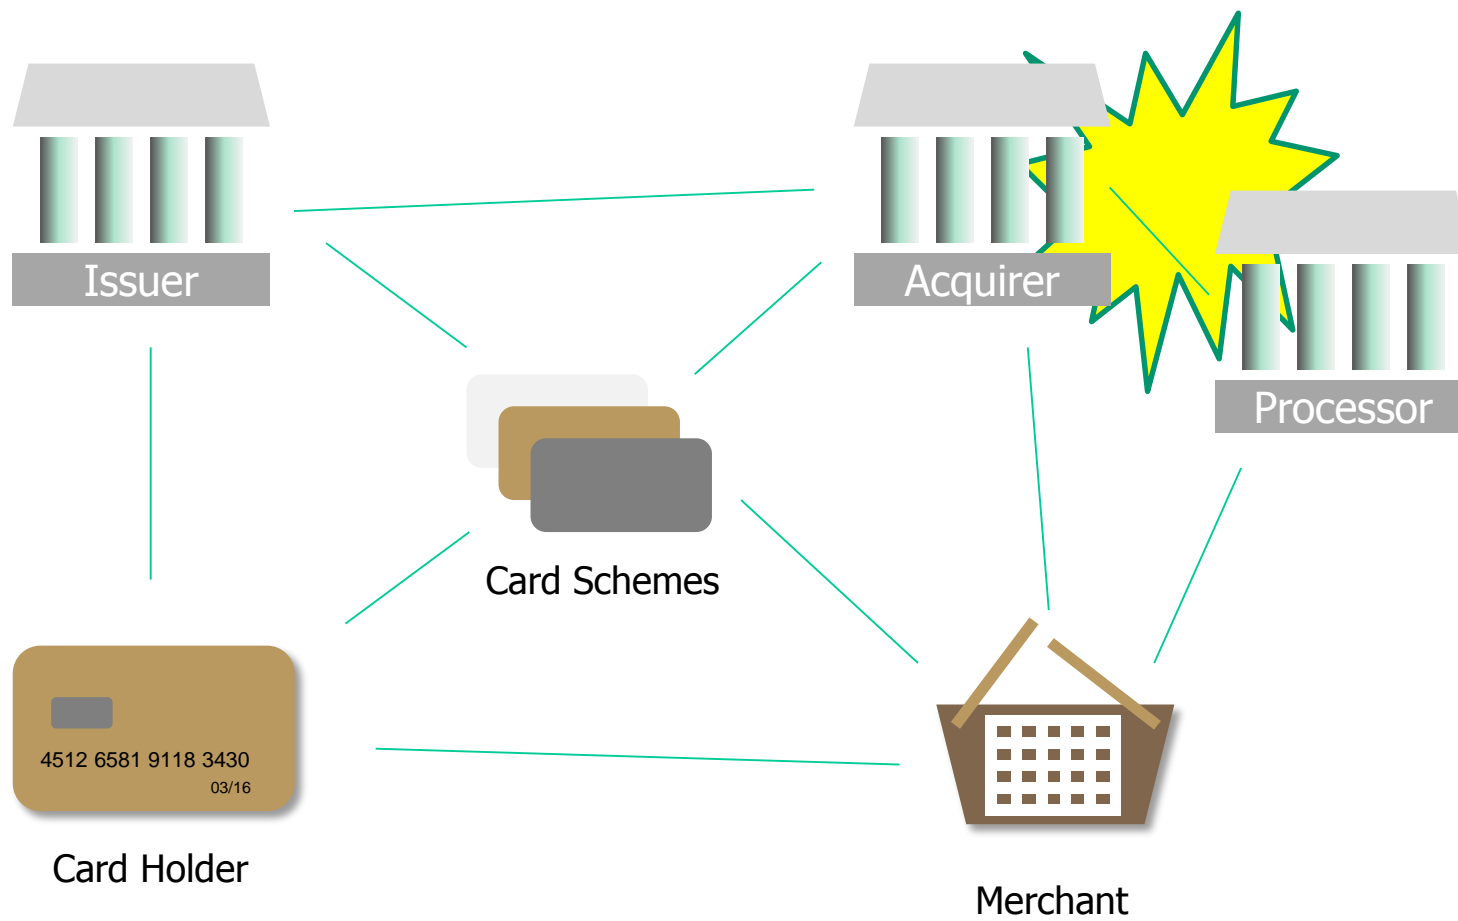 Issuer
Acquirer
Processor
Card Schemes
4512 6581 9118 3430
03/16
Card Holder
Merchant